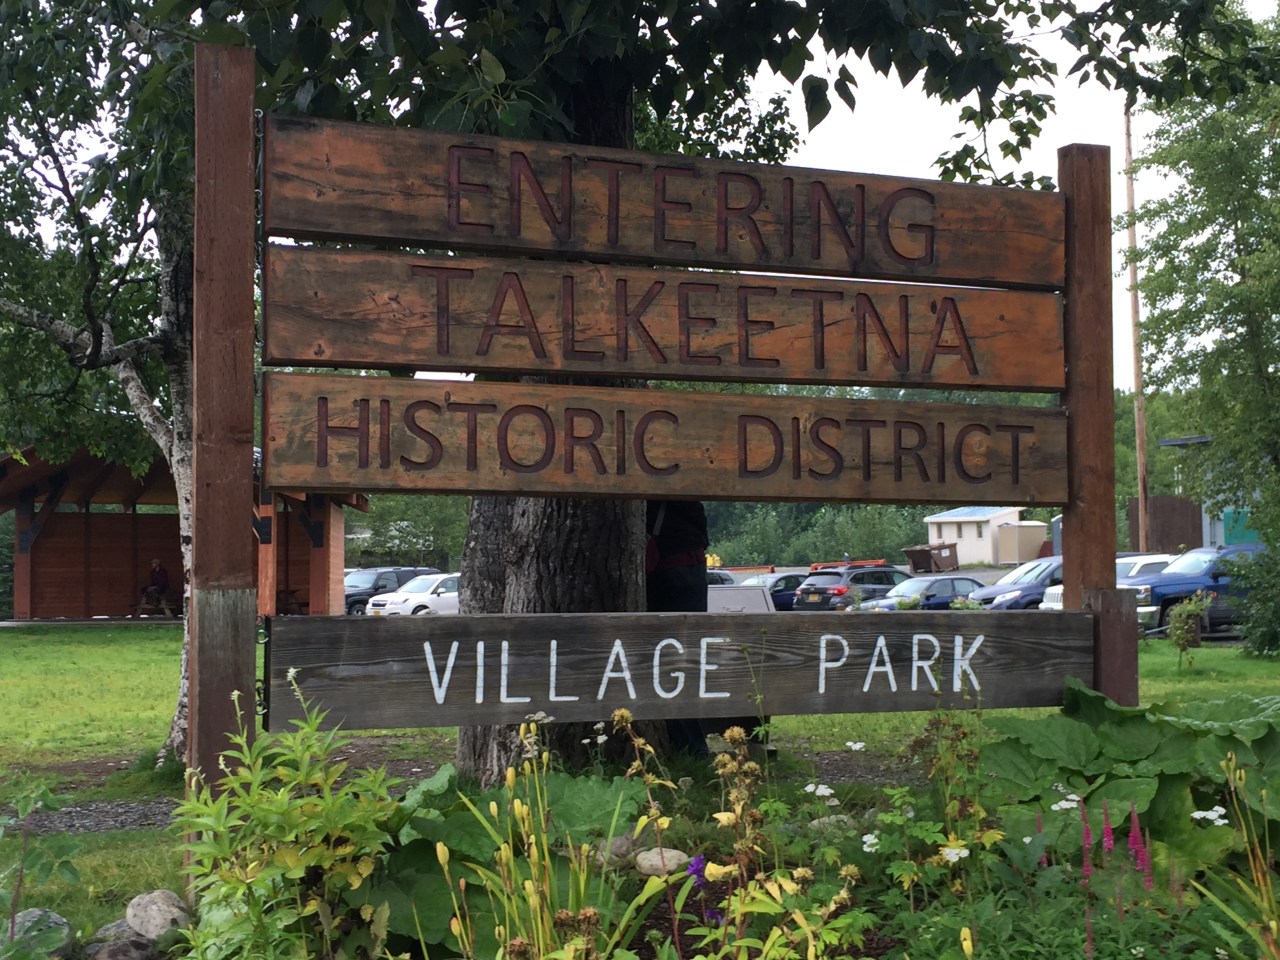 ENTERING
TALKEETNA
HISTORIC DISTRICT
VILLAGE PARK